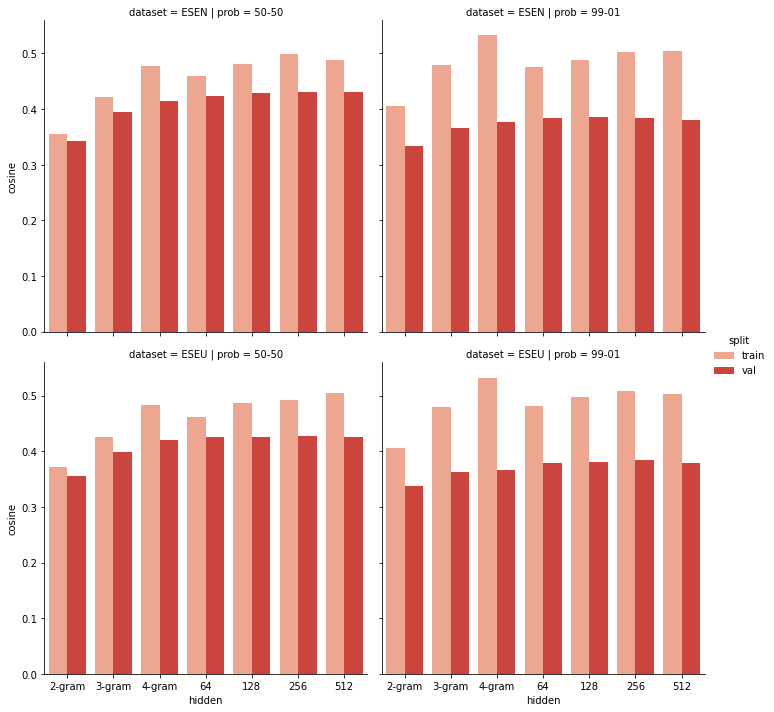 dataset = ESEN | prob = 50-50
dataset = ESEN | prob = 99-01
cosine
0.5
0.4
0.3
0.2
0.1
0.0
dataset = ESEU | prob = 50-50
dataset = ESEU | prob = 99-01
split
train
val
cosine
0.5
0.4
0.3
0.2
0.1
0.0
2-gram 3-gram 4-gram 64 128 256 512
hidden
2-gram 3-gram 4-gram 64 128 256 512
hidden